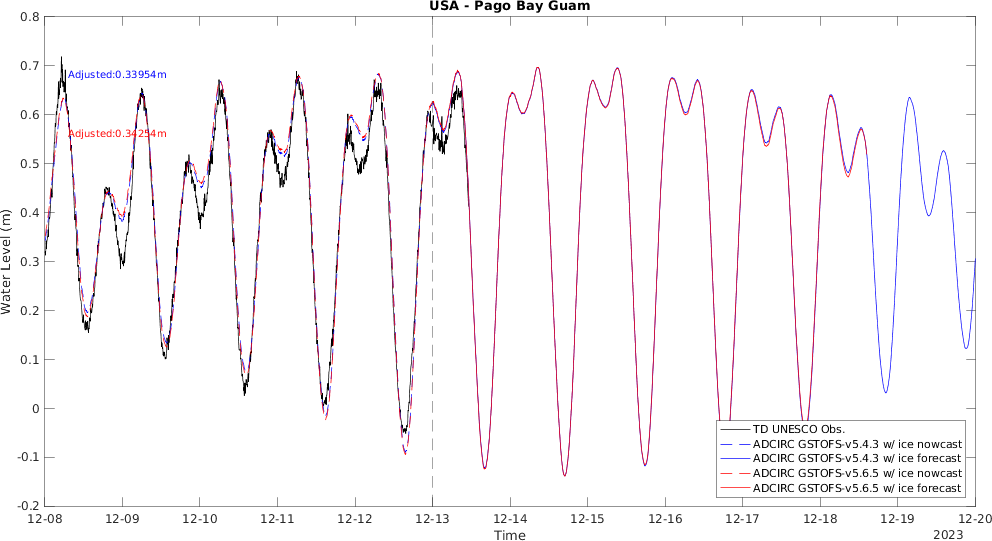 USA - Pago Bay Guam
0.8
0.7
0.6
0.5
0.4
0.3
0.2
0.1
0
-0.1
-0.2
Water Level (m)
Adjusted:0.33954m
Adjusted:0.34254m
TD UNESCO Obs.
ADCIRC GSTOFS-v5.4.3 w/ ice nowcast
ADCIRC GSTOFS-v5.4.3 w/ ice forecast
ADCIRC GSTOFS-v5.6.5 w/ ice nowcast
ADCIRC GSTOFS-v5.6.5 w/ ice forecast
12-08 12-09 12-10 12-11 12-12 12-13 12-14 12-15 12-16 12-17 12-18 12-19 12-20
Time
2023